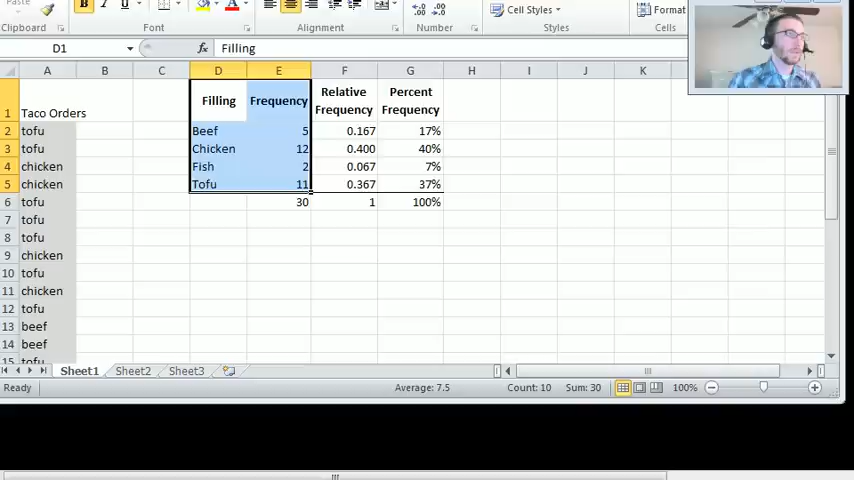 B I U A Cell Styles Format
Clipboard Font Alignment Number Styles Cells
D1 fx Filling
A B C D E F G H I J K
1 Taco Orders Filling Frequency Relative Frequency Percent Frequency
2 tofu Beef 5 0.167 17%
3 tofu Chicken 12 0.400 40%
4 chicken Fish 2 0.067 7%
5 chicken Tofu 11 0.367 37%
6 tofu 30 1 100%
7 tofu
8 tofu
9 chicken
10 tofu
11 chicken
12 tofu
13 beef
14 beef
15 tofu
Sheet1 Sheet2 Sheet3
Ready Average: 7.5 Count: 10 Sum: 30 100%